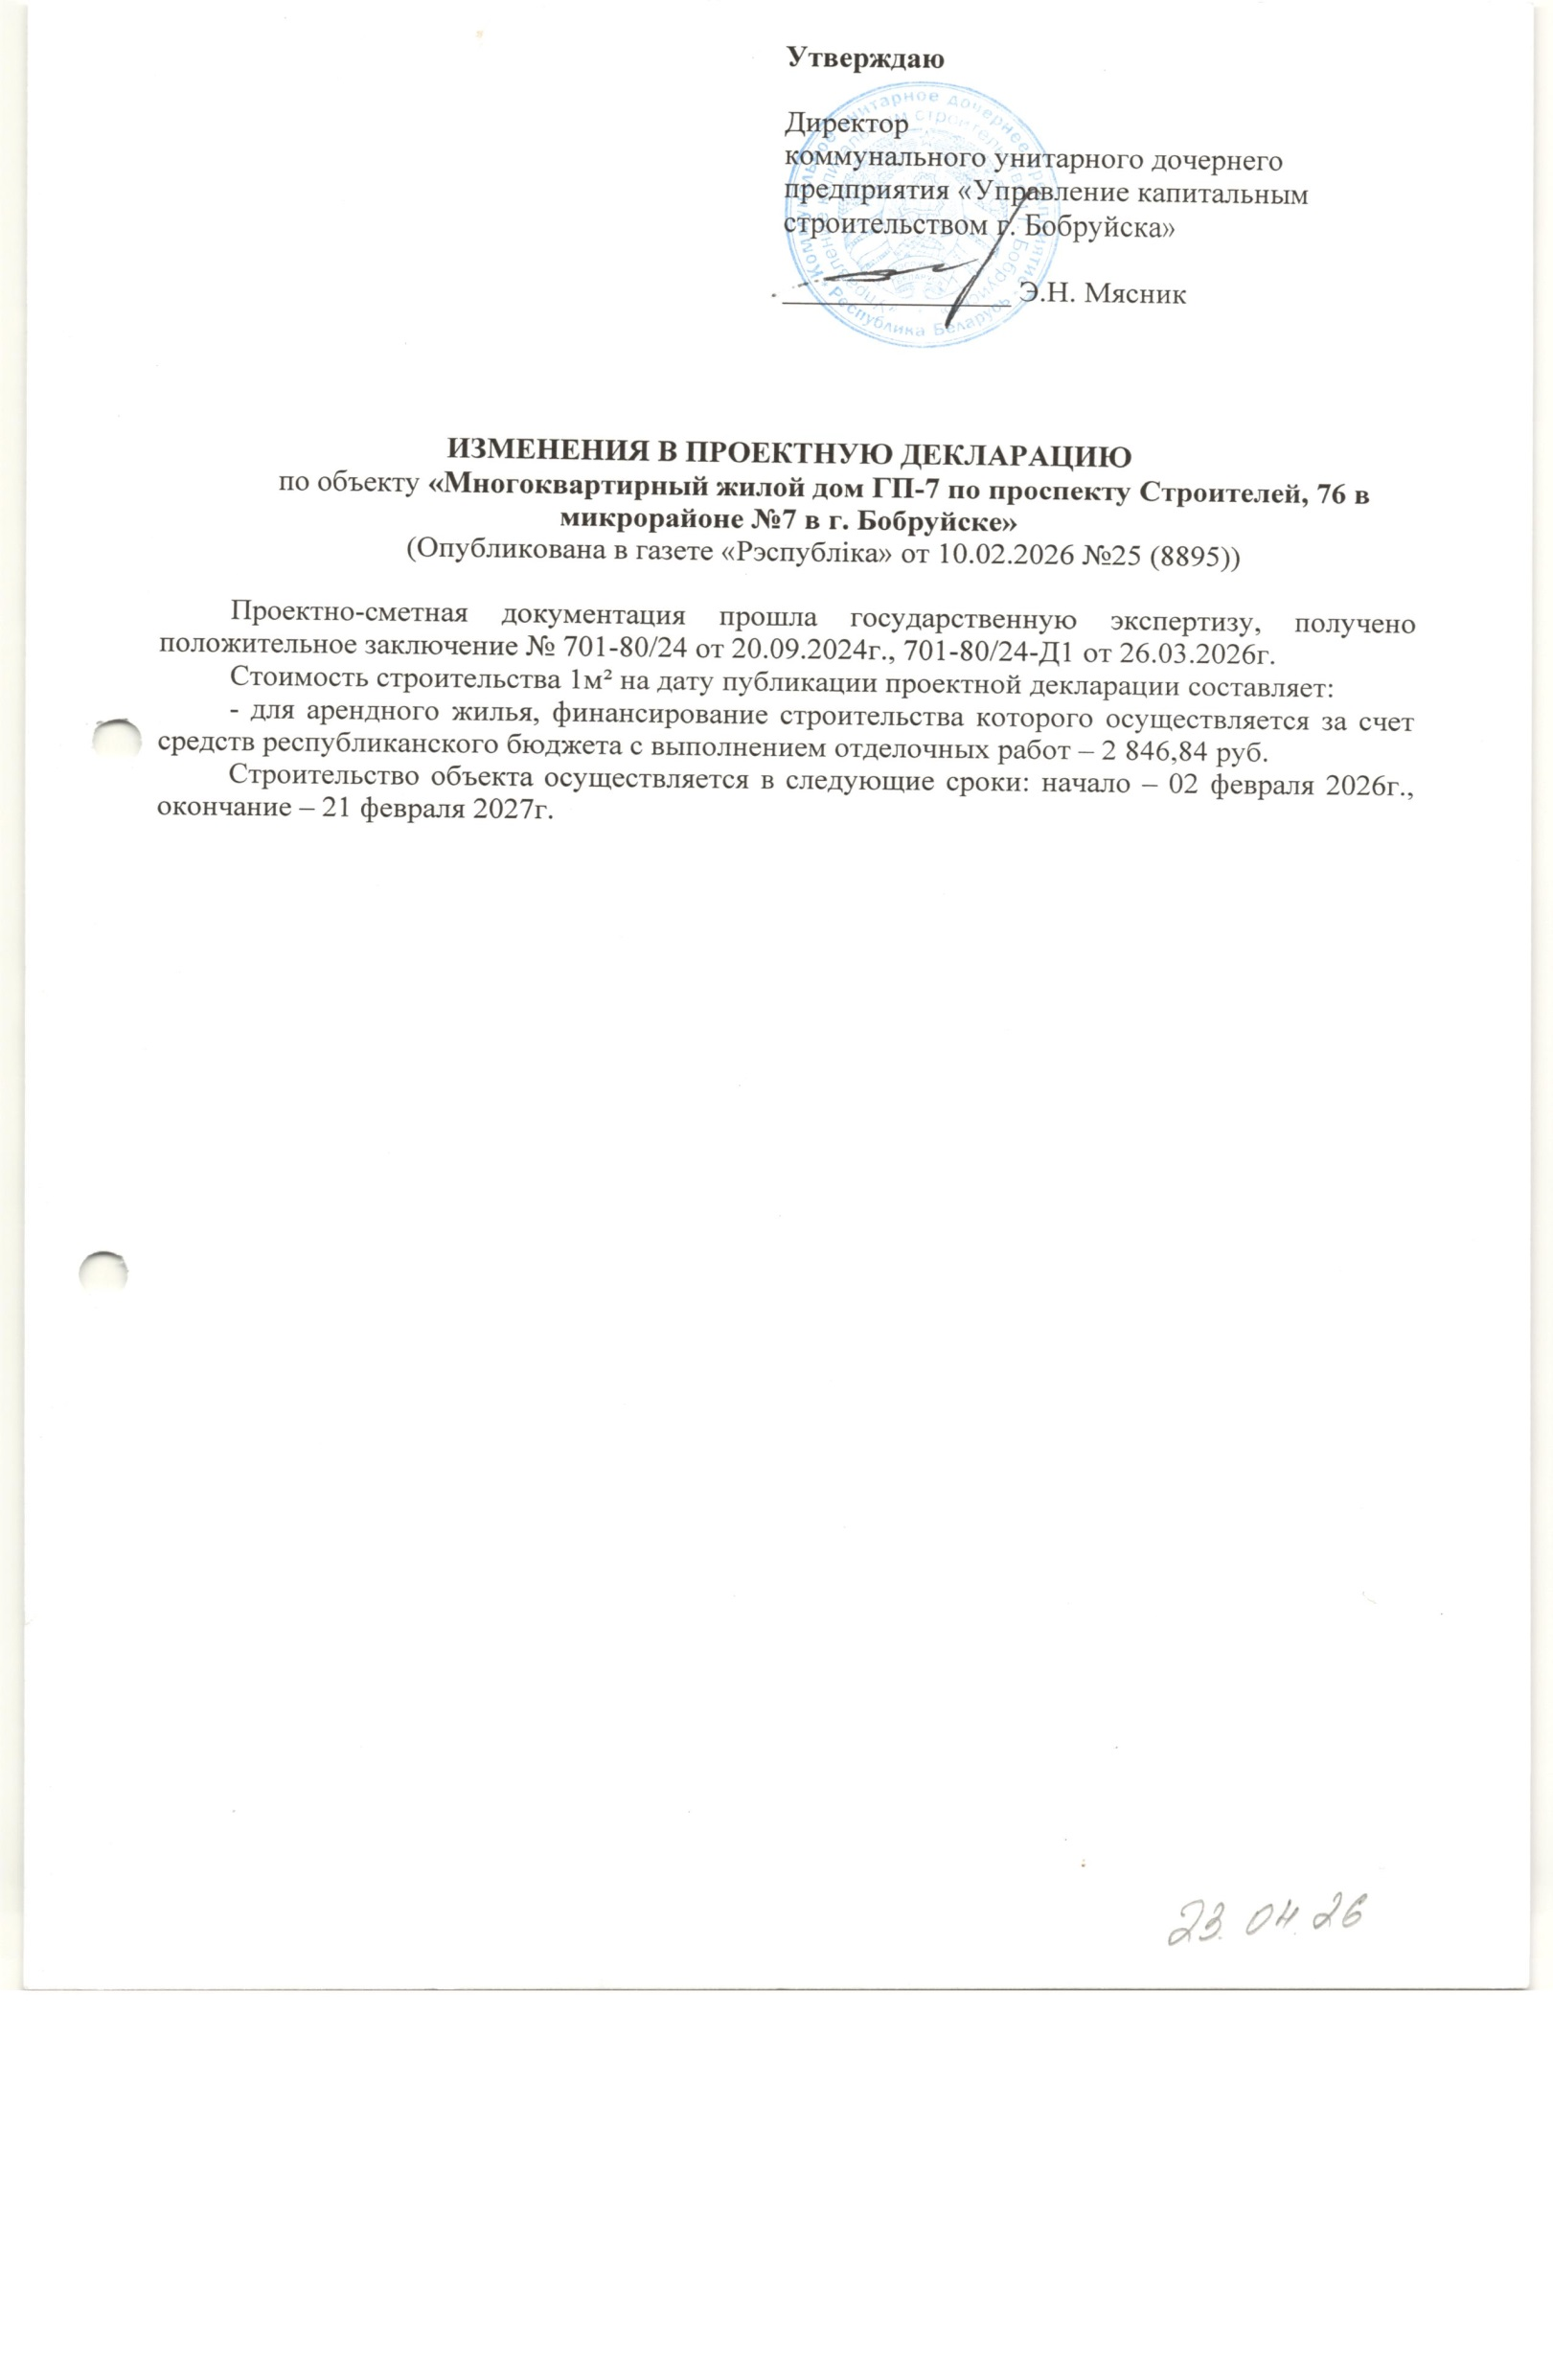 Утверждаю
Директор
коммунального унитарного дочернего
предприятия «Управление капитальным
строительством г. Бобруйска»
Э.Н. Мясник
Республика Беларусь
ИЗМЕНЕНИЯ В ПРОЕКТНУЮ ДЕКЛАРАЦИЮ
по объекту «Многоквартирный жилой дом ГП-7 по проспекту Строителей, 76 в
микрорайоне №7 в г. Бобруйске»
(Опубликована в газете «Рэспубліка» от 10.02.2026 №25 (8895))
Проектно-сметная документация прошла государственную экспертизу, получено
положительное заключение № 701-80/24 от 20.09.2024г., 701-80/24-Д1 от 26.03.2026г.
Стоимость строительства 1м² на дату публикации проектной декларации составляет:
- для арендного жилья, финансирование строительства которого осуществляется за счет
средств республиканского бюджета с выполнением отделочных работ – 2 846,84 руб.
Строительство объекта осуществляется в следующие сроки: начало – 02 февраля 2026г.,
окончание – 21 февраля 2027г.
23.04.26